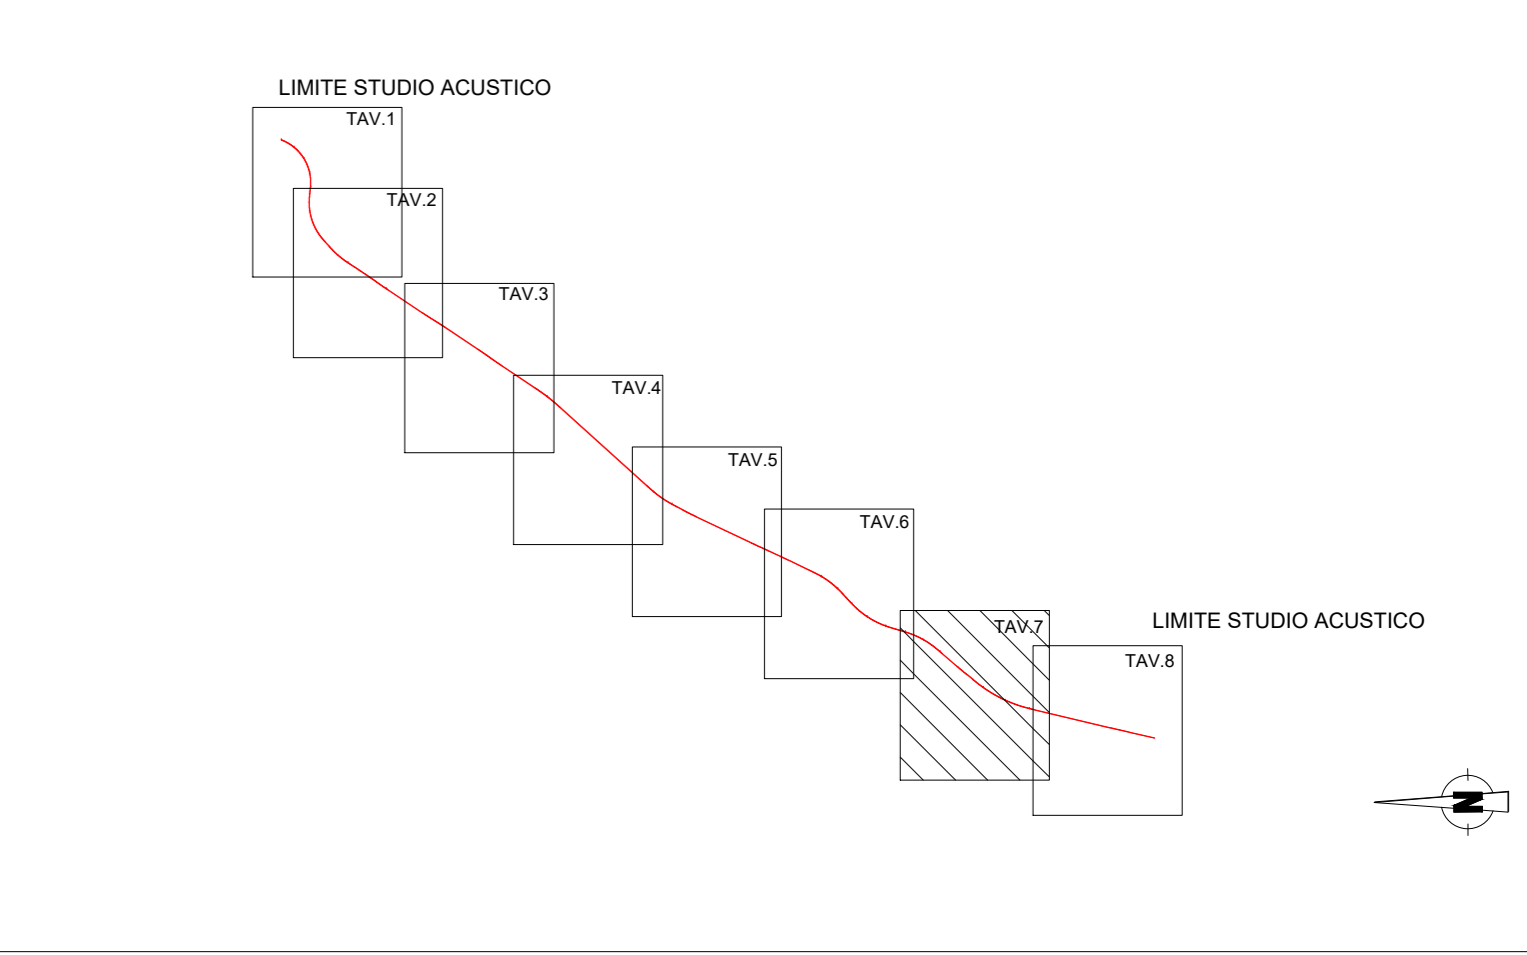 LIMITE STUDIO ACUSTICO
TAV.1
TAV.2
TAV.3
TAV.4
TAV.5
TAV.6
TAV.7
LIMITE STUDIO ACUSTICO
TAV.8
N